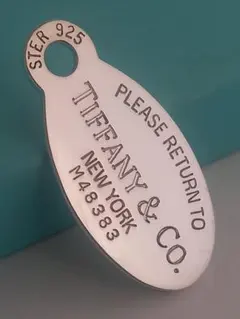 STER 925
PLEASE RETURN TO
TIFFANY & CO.
NEW YORK
M48383